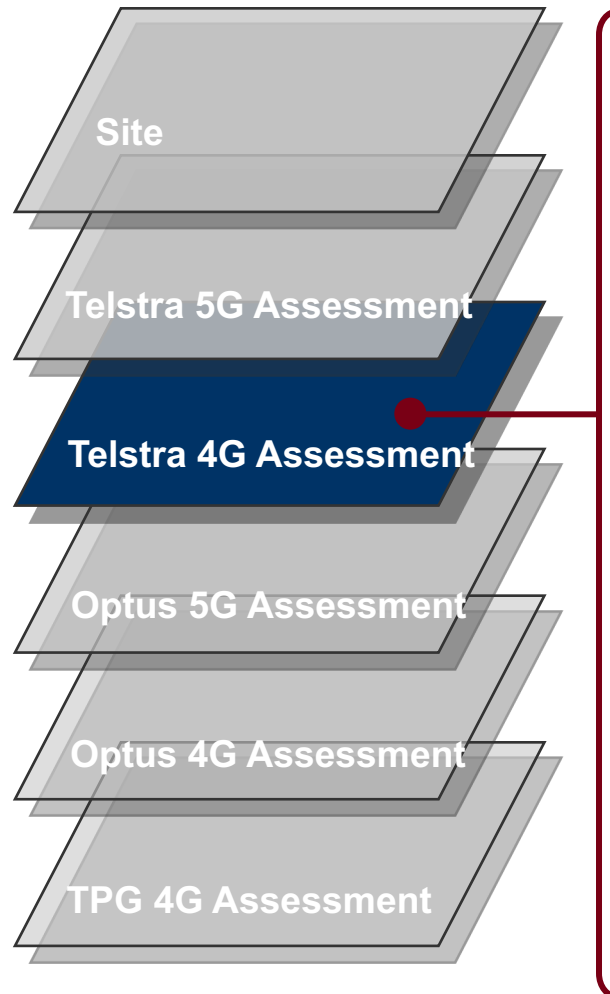 Site
Telstra 5G Assessment
Telstra 4G Assessment
Optus 5G Assessment
Optus 4G Assessment
TPG 4G Assessment